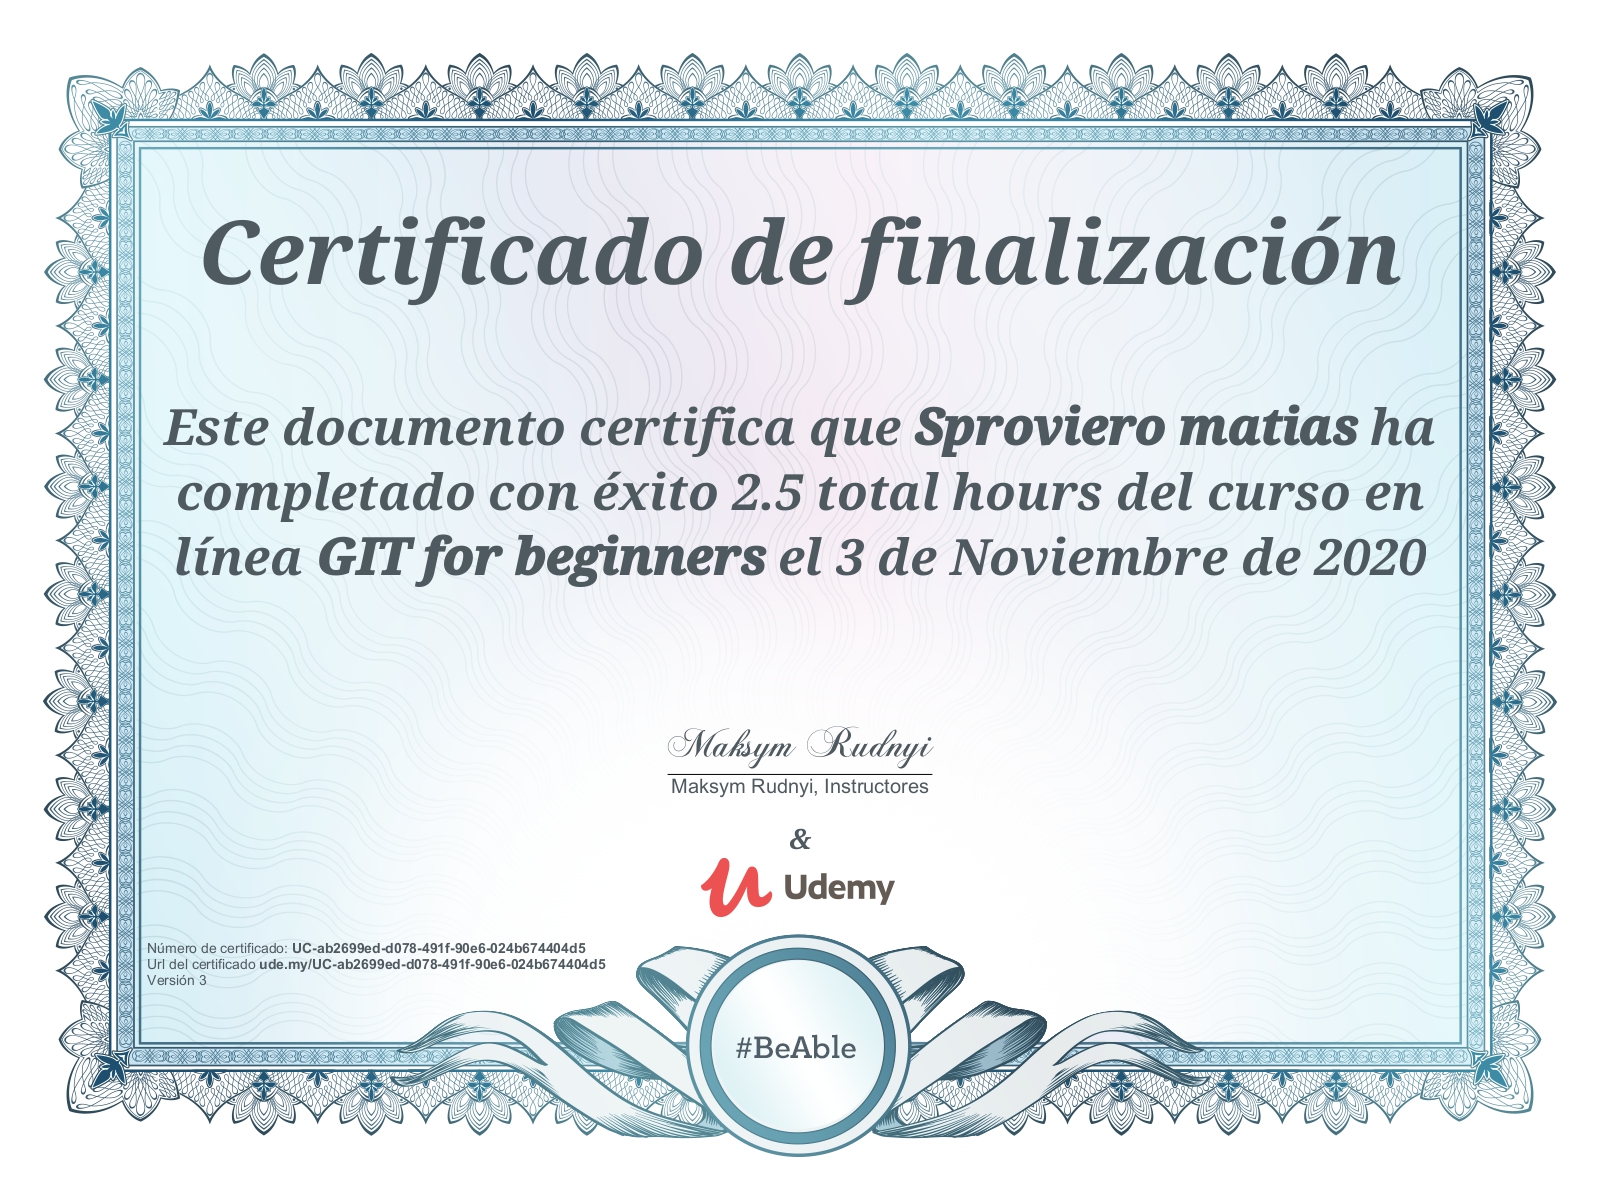 Certificado de finalización
Este documento certifica que Sproviero matias ha
completado con éxito 2.5 total hours del curso en
línea GIT for beginners el 3 de Noviembre de 2020
Maksym Rudnyi
Maksym Rudnyi, Instructores
&
Udemy
Número de certificado: UC-ab2699ed-d078-491f-90e6-024b674404d5
Url del certificado ude.my/UC-ab2699ed-d078-491f-90e6-024b674404d5
Versión 3
#BeAble